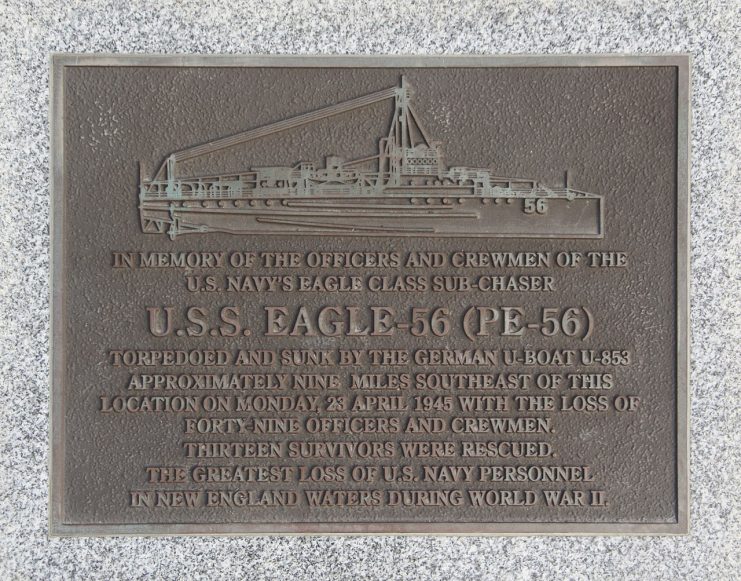 56
IN MEMORY OF THE OFFICERS AND CREWMEN OF THE
U.S. NAVY'S EAGLE CLASS SUB-CHASER
U.S.S. EAGLE-56 (PE-56)
TORPEDOED AND SUNK BY THE GERMAN U-BOAT U-853
APPROXIMATELY NINE MILES SOUTHEAST OF THIS
LOCATION ON MONDAY, 23 APRIL 1945 WITH THE LOSS OF
FORTY-NINE OFFICERS AND CREWMEN.
THIRTEEN SURVIVORS WERE RESCUED.
THE GREATEST LOSS OF U.S. NAVY PERSONNEL
IN NEW ENGLAND WATERS DURING WORLD WAR II.